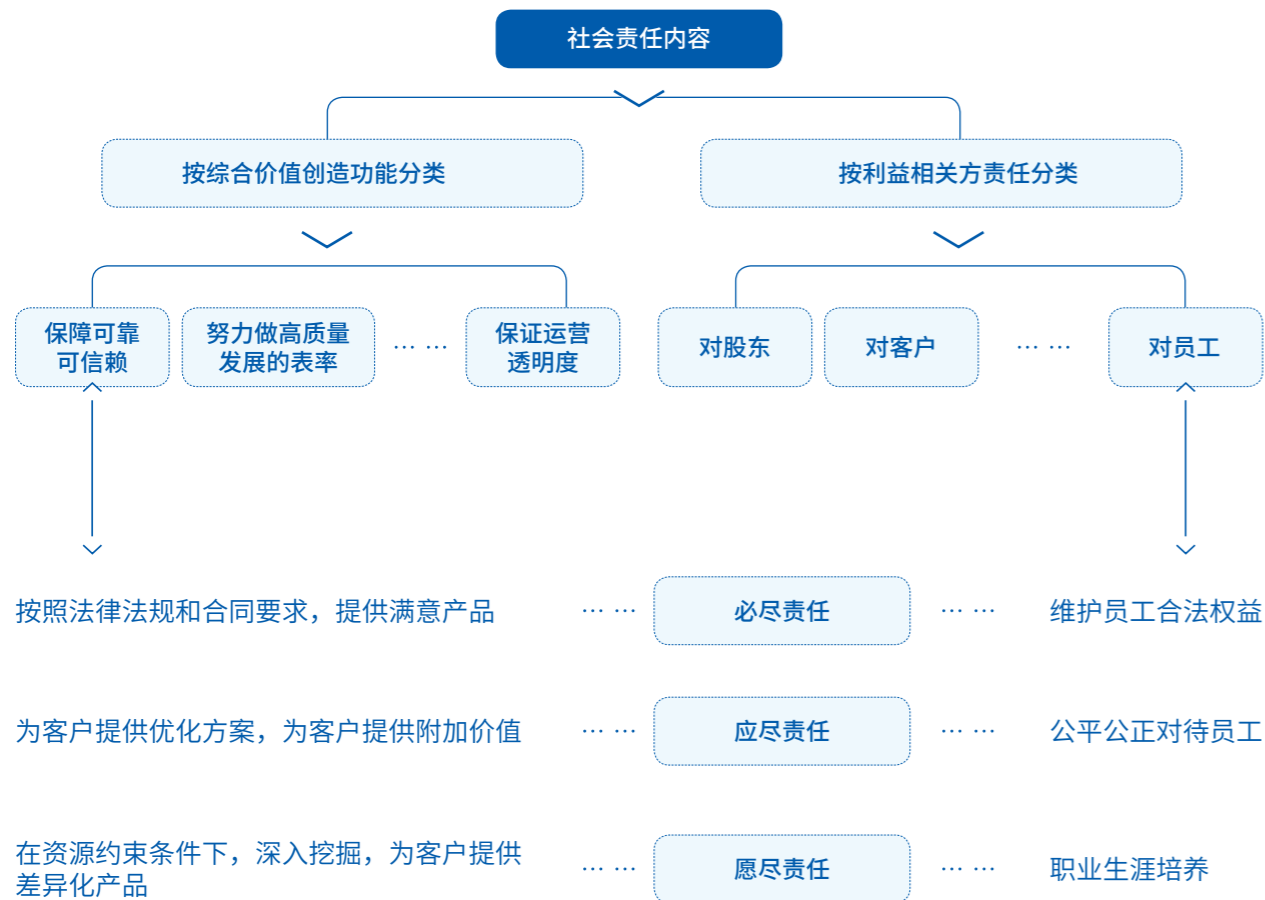 社会责任内容
按综合价值创造功能分类
按利益相关方责任分类
保障可靠
可信赖
努力做高质量
发展的表率
…  …
保证运营
透明度
对股东
对客户
…  …
对员工
按照法律法规和合同要求，提供满意产品
…  …
必尽责任
…  …
维护员工合法权益
为客户提供优化方案，为客户提供附加价值
…  …
应尽责任
…  …
公平公正对待员工
在资源约束条件下，深入挖掘，为客户提供
差异化产品
…  …
愿尽责任
…  …
职业生涯培养